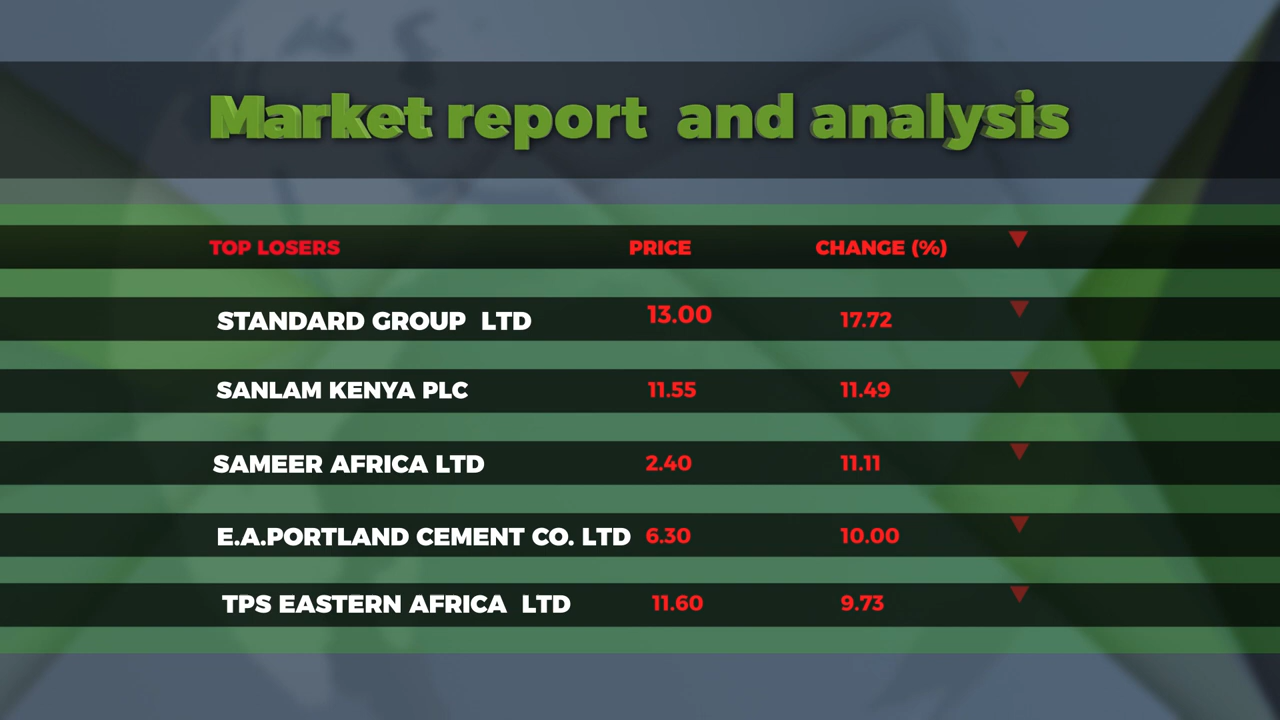 Market report and analysis
TOP LOSERS PRICE CHANGE (%)
STANDARD GROUP LTD 13.00 17.72
SANLAM KENYA PLC 11.55 11.49
SAMEER AFRICA LTD 2.40 11.11
E.A.PORTLAND CEMENT CO. LTD 6.30 10.00
TPS EASTERN AFRICA LTD 11.60 9.73